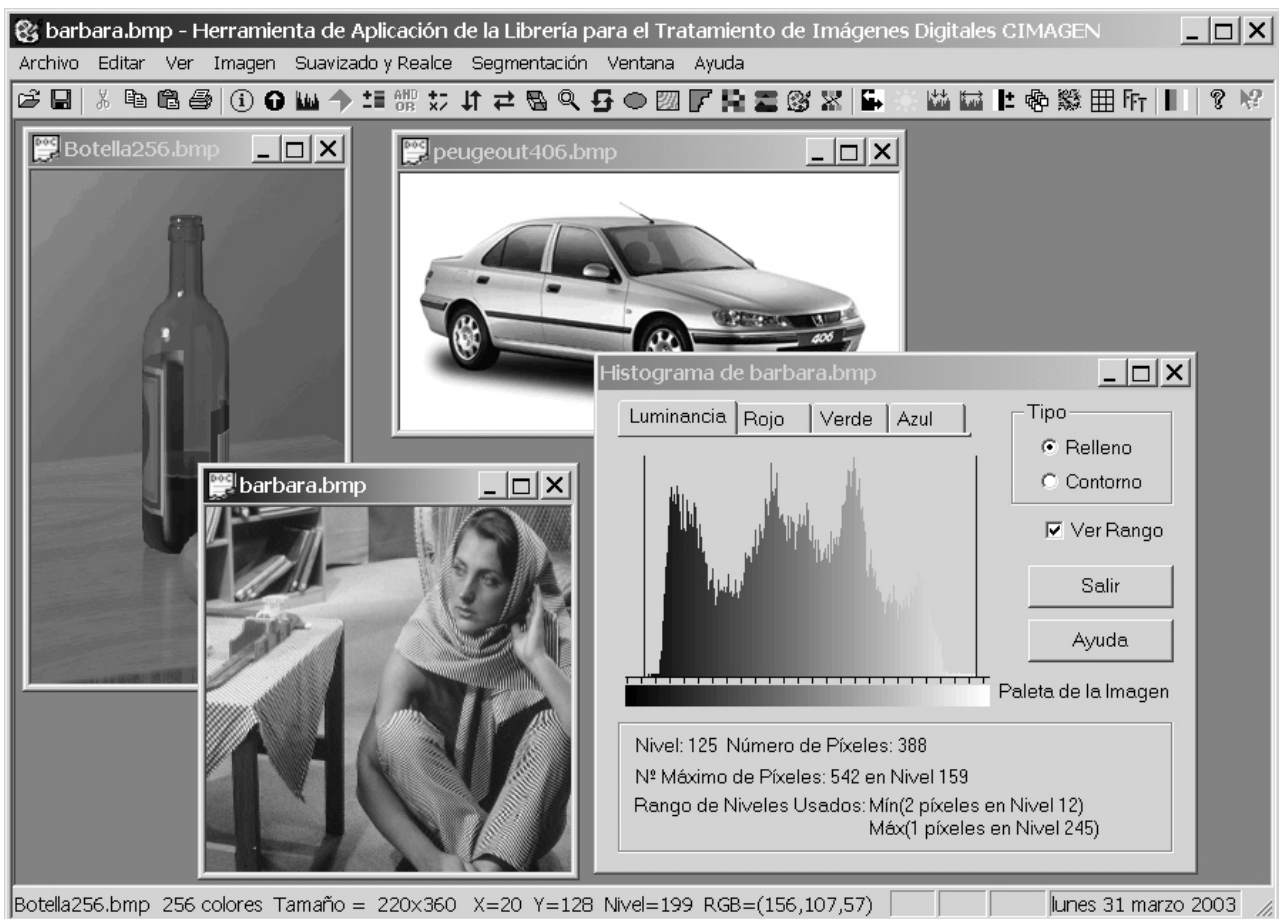 barbara.bmp - Herramienta de Aplicación de la Librería para el Tratamiento de Imágenes Digitales CIMAGEN
Archivo Editar Ver Imagen Suavizado y Realce Segmentación Ventana Ayuda
AND OR FFT
Botella256.bmp
peugeout406.bmp
406
Histograma de barbara.bmp
Luminancia Rojo Verde Azul
Tipo
Relleno
Contorno
Ver Rango
Salir
Ayuda
Paleta de la Imagen
barbara.bmp
Nivel: 125 Número de Píxeles: 388
Nº Máximo de Píxeles: 542 en Nivel 159
Rango de Niveles Usados: Mín(2 píxeles en Nivel 12)
Máx(1 píxeles en Nivel 245)
Botella256.bmp 256 colores Tamaño = 220x360 X=20 Y=128 Nivel=199 RGB=(156,107,57) lunes 31 marzo 2003